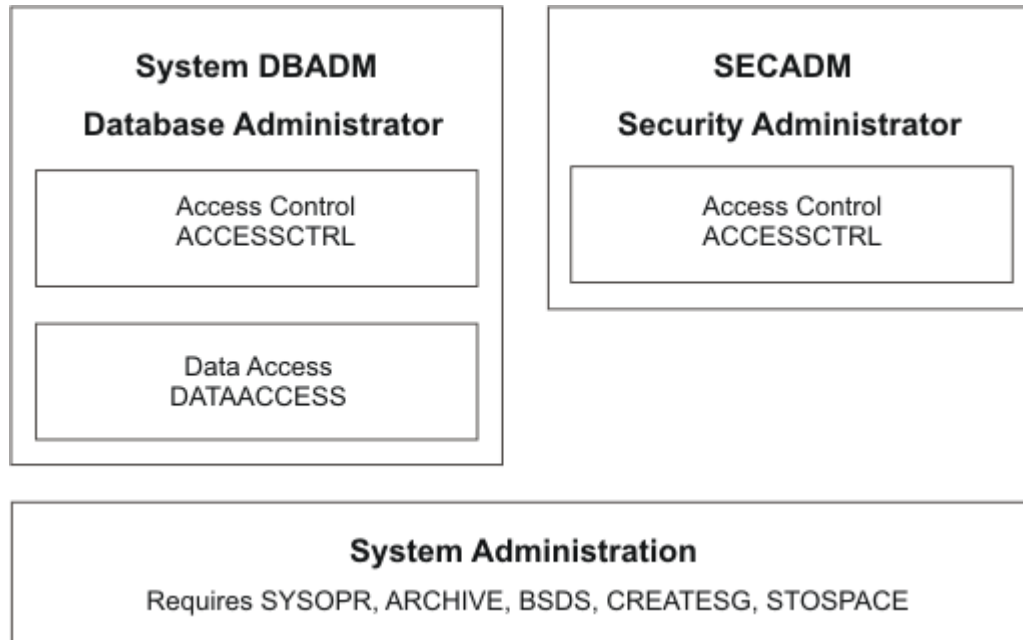 System DBADM
Database Administrator
Access Control
ACCESSCTRL
Data Access
DATAACCESS
SECADM
Security Administrator
Access Control
ACCESSCTRL
System Administration
Requires SYSOPR, ARCHIVE, BSDS, CREATESG, STOSPACE